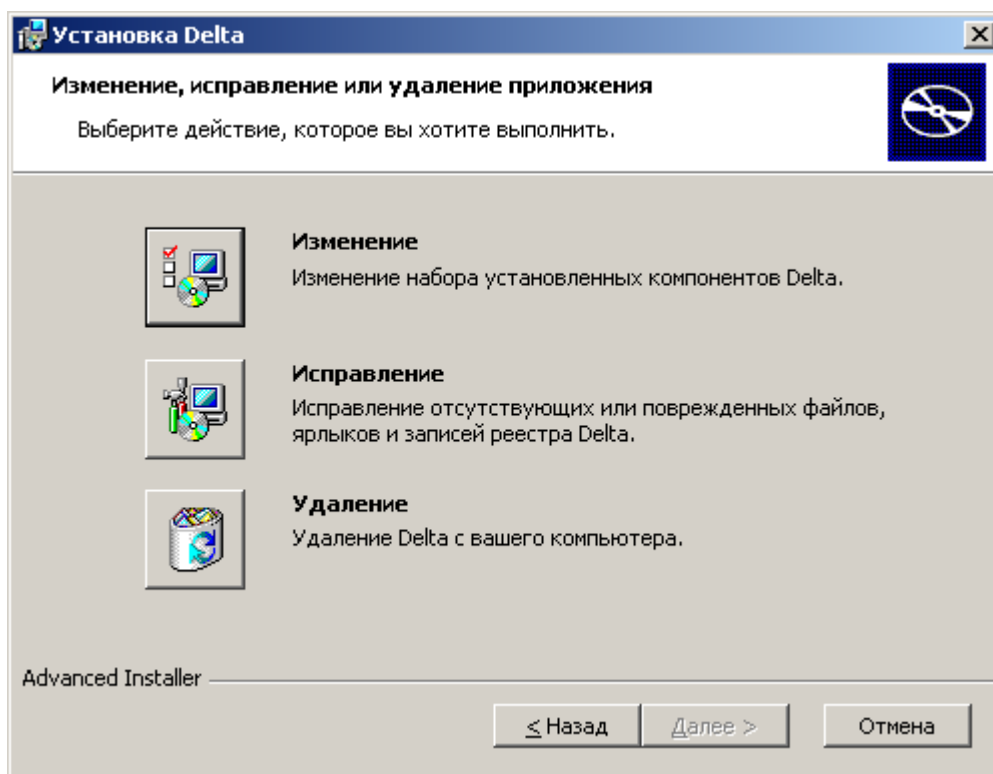 Установка Delta
Изменение, исправление или удаление приложения
Выберите действие, которое вы хотите выполнить.
Изменение
Изменение набора установленных компонентов Delta.
Исправление
Исправление отсутствующих или поврежденных файлов,
ярлыков и записей реестра Delta.
Удаление
Удаление Delta с вашего компьютера.
Advanced Installer
< Назад
Далее >
Отмена